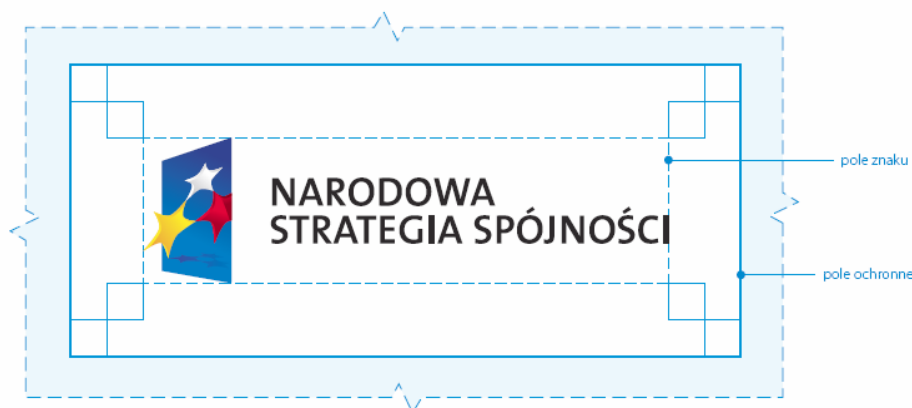 pole znaku
NARODOWA
STRATEGIA SPÓJNOŚCI
pole ochronne